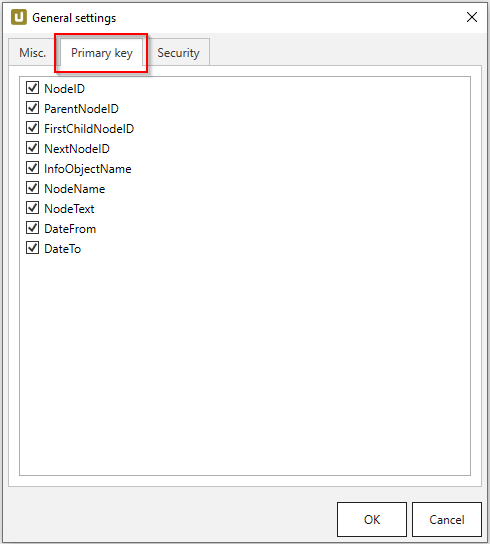 General settings
Misc. Primary key Security
NodeID
ParentNodeID
FirstChildNodeID
NextNodeID
InfoObjectName
NodeName
NodeText
DateFrom
DateTo
OK Cancel